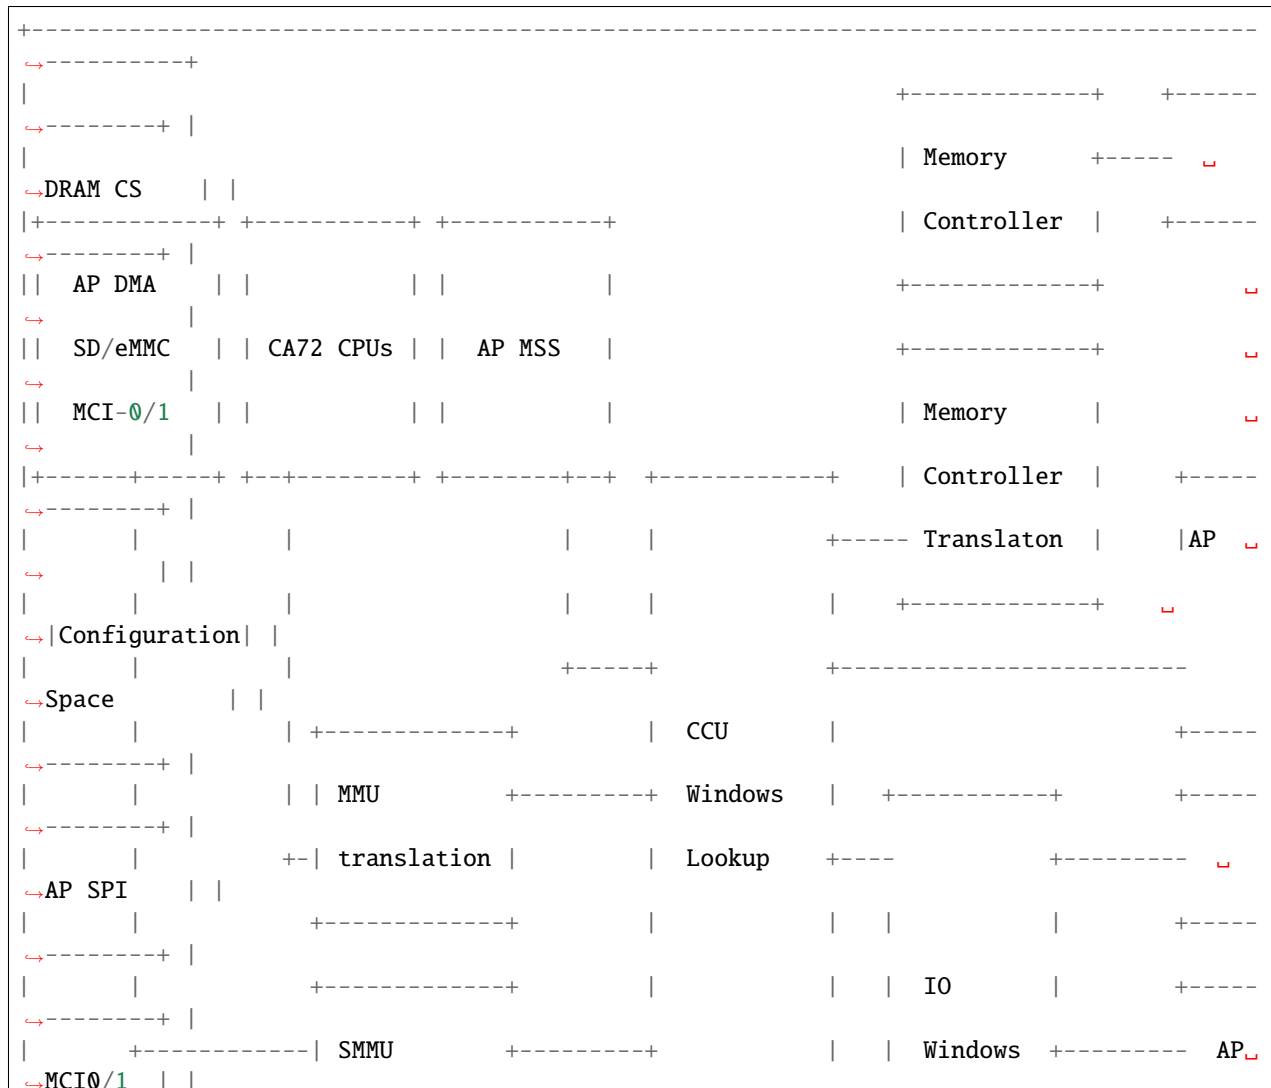 +----------------------------------------------------------------------------------------
↪----------+
|                                                              +-------------+    +------
↪--------+ |
|                                                              | Memory      +-----  ␣
↪DRAM CS    | |
|+------------+ +-----------+ +-----------+                    | Controller  |    +------
↪--------+ |
||  AP DMA    | |           | |           |                    +-------------+          ␣
↪          |
||  SD/eMMC   | | CA72 CPUs | |  AP MSS   |                    +-------------+          ␣
↪          |
||  MCI-0/1   | |           | |           |                    | Memory      |          ␣
↪          |
|+------+-----+ +--+--------+ +--------+--+  +------------+    | Controller  |     +-----
↪--------+ |
|       |          |                   |     |            +----- Translaton  |     |AP  ␣
↪        | |
|       |          |                   |     |            |    +-------------+    ␣
↪|Configuration| |
|       |          |                   +-----+            +-------------------------
↪Space        | |
|       |          | +-------------+         |  CCU       |                        +-----
↪--------+ |
|       |          | | MMU         +---------+  Windows   |   +-----------+        +-----
↪--------+ |
|       |          +-| translation |         |  Lookup    +----           +---------  ␣
↪AP SPI    | |
|       |            +-------------+         |            |   |           |        +-----
↪--------+ |
|       |            +-------------+         |            |   |  IO       |        +-----
↪--------+ |
|       +------------| SMMU        +---------+            |   |  Windows  +---------  AP␣
↪MCI0/1  | |